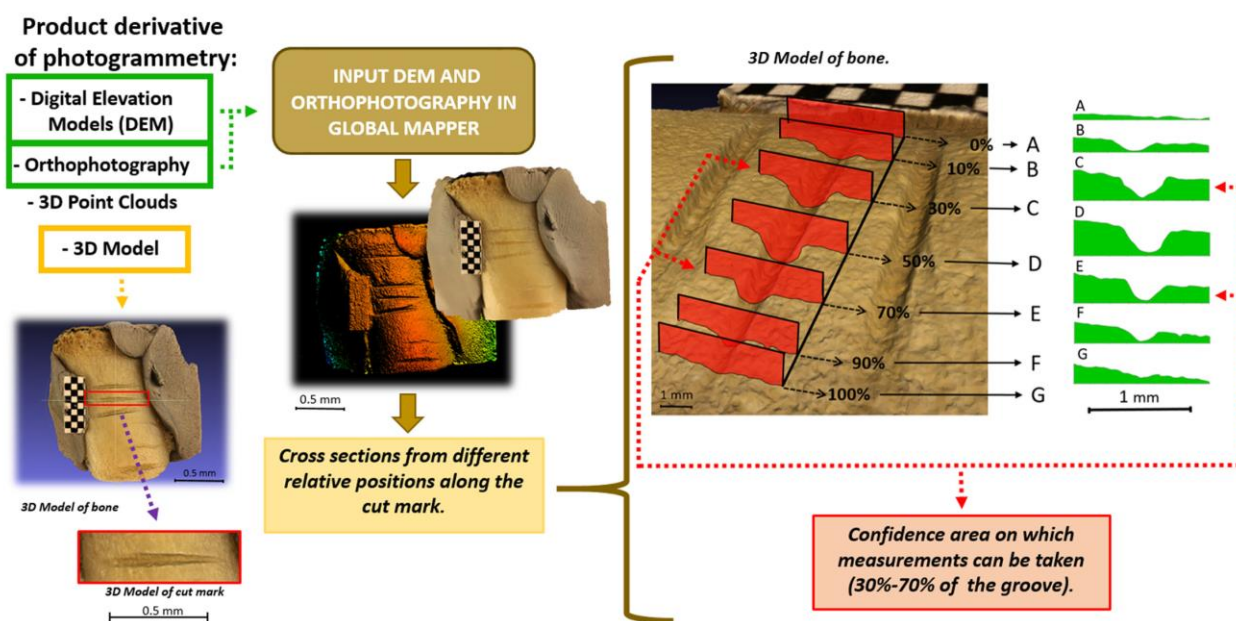 Product derivative
of photogrammetry:
- Digital Elevation
Models (DEM)
- Orthophotography
- 3D Point Clouds
- 3D Model
0.5 mm
3D Model of bone
3D Model of cut mark
0.5 mm
INPUT DEM AND
ORTHOPHOTOGRAPHY IN
GLOBAL MAPPER
0.5 mm
Cross sections from different
relative positions along the
cut mark.
3D Model of bone.
0% A
10% B
30% C
50% D
70% E
90% F
100% G
1 mm
A
B
C
D
E
F
G
1 mm
Confidence area on which
measurements can be taken
(30%-70% of the groove).